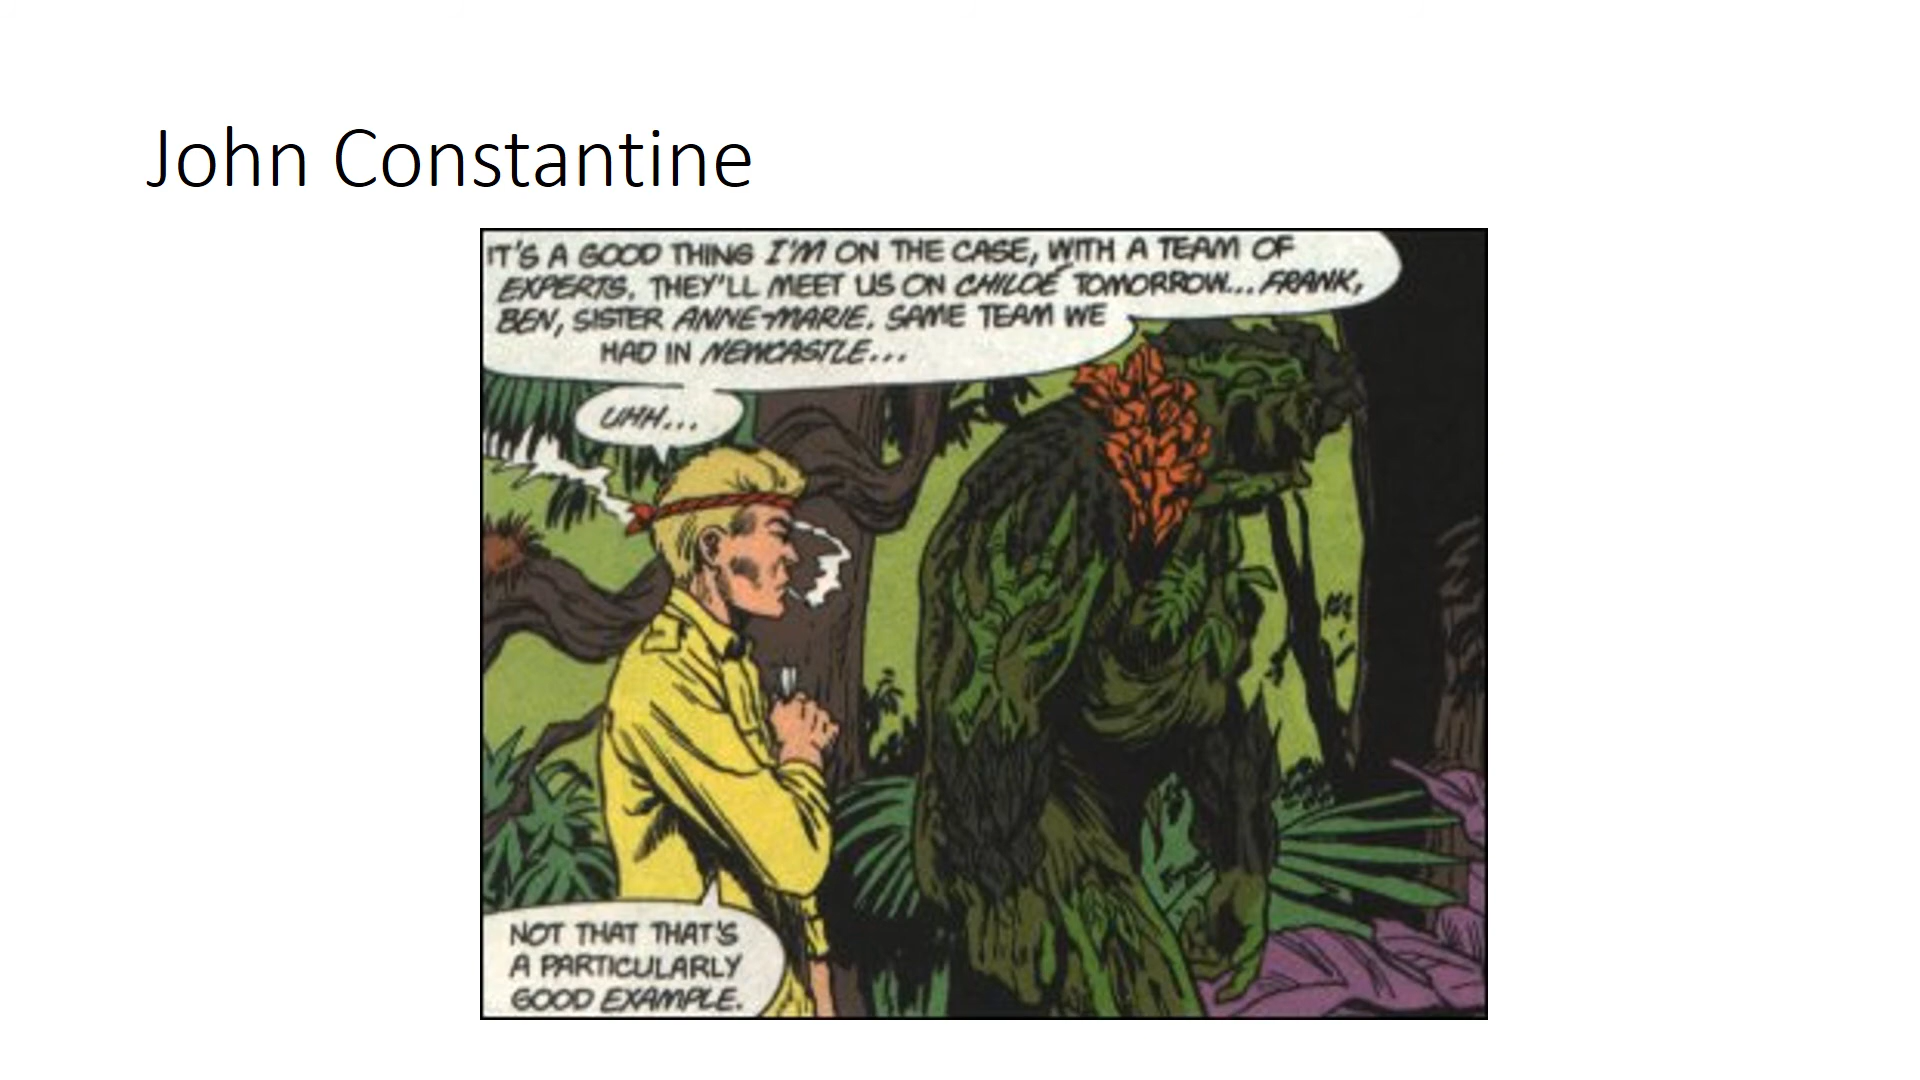 John Constantine
IT'S A GOOD THING I'M ON THE CASE, WITH A TEAM OF
EXPERTS. THEY'LL MEET US ON CHILOÉ TOMORROW... FRANK,
BEN, SISTER ANNE-MARIE. SAME TEAM WE
HAD IN NEWCASTLE...
UHH...
NOT THAT THAT'S
A PARTICULARLY
GOOD EXAMPLE.